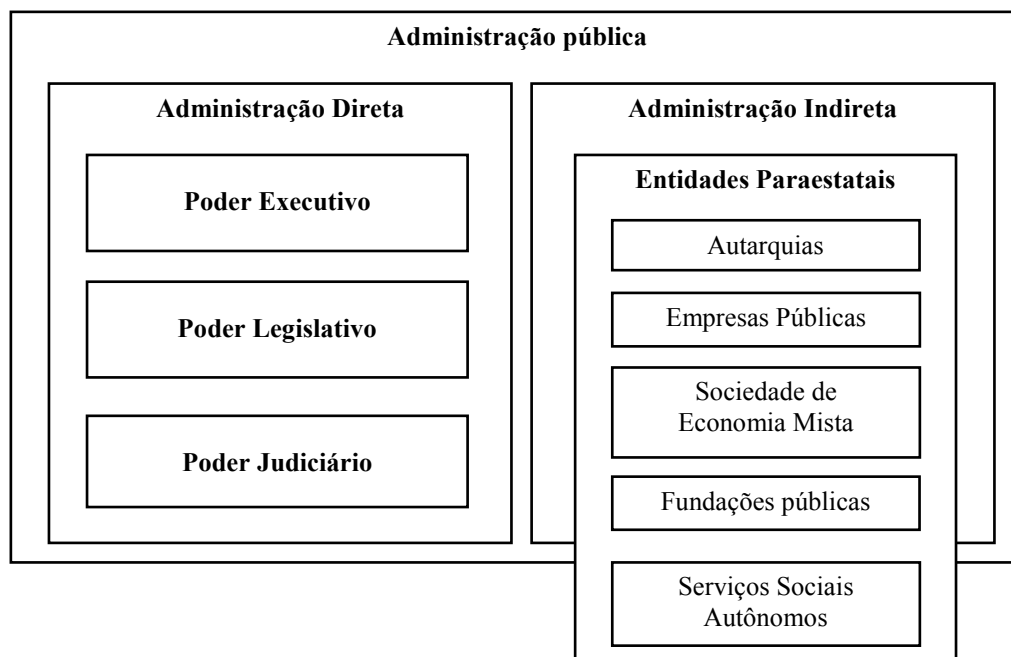 Administração pública
Administração Direta
Poder Executivo
Poder Legislativo
Poder Judiciário
Administração Indireta
Entidades Paraestatais
Autarquias
Empresas Públicas
Sociedade de
Economia Mista
Fundações públicas
Serviços Sociais
Autônomos